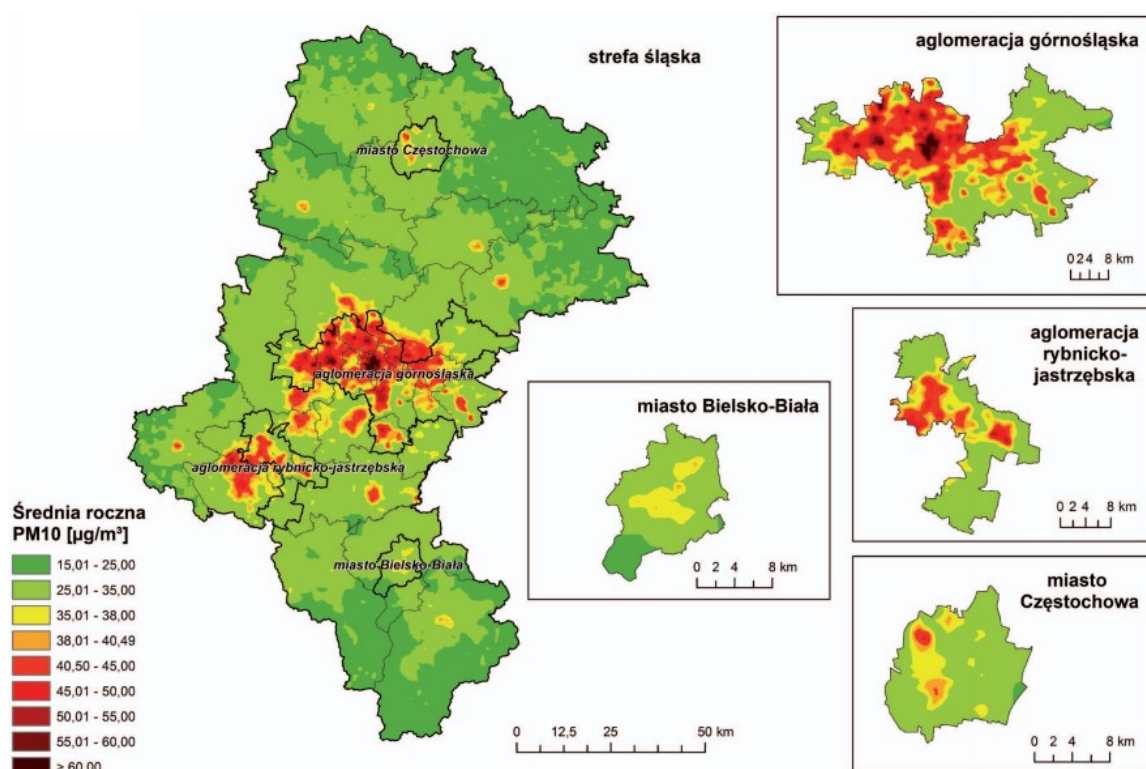 strefa śląska
miasto Częstochowa
aglomeracja górnośląska
aglomeracja rybnicko-jastrzębska
miasto Bielsko-Biała
Średnia roczna
PM10 [µg/m³]
15,01 - 25,00
25,01 - 35,00
35,01 - 38,00
38,01 - 40,49
40,50 - 45,00
45,01 - 50,00
50,01 - 55,00
55,01 - 60,00
> 60,00
0 12,5 25 50 km
aglomeracja górnośląska
0 2 4 8 km
aglomeracja
rybnicko-
jastrzębska
0 2 4 8 km
miasto Bielsko-Biała
0 2 4 8 km
miasto
Częstochowa
0 2 4 8 km